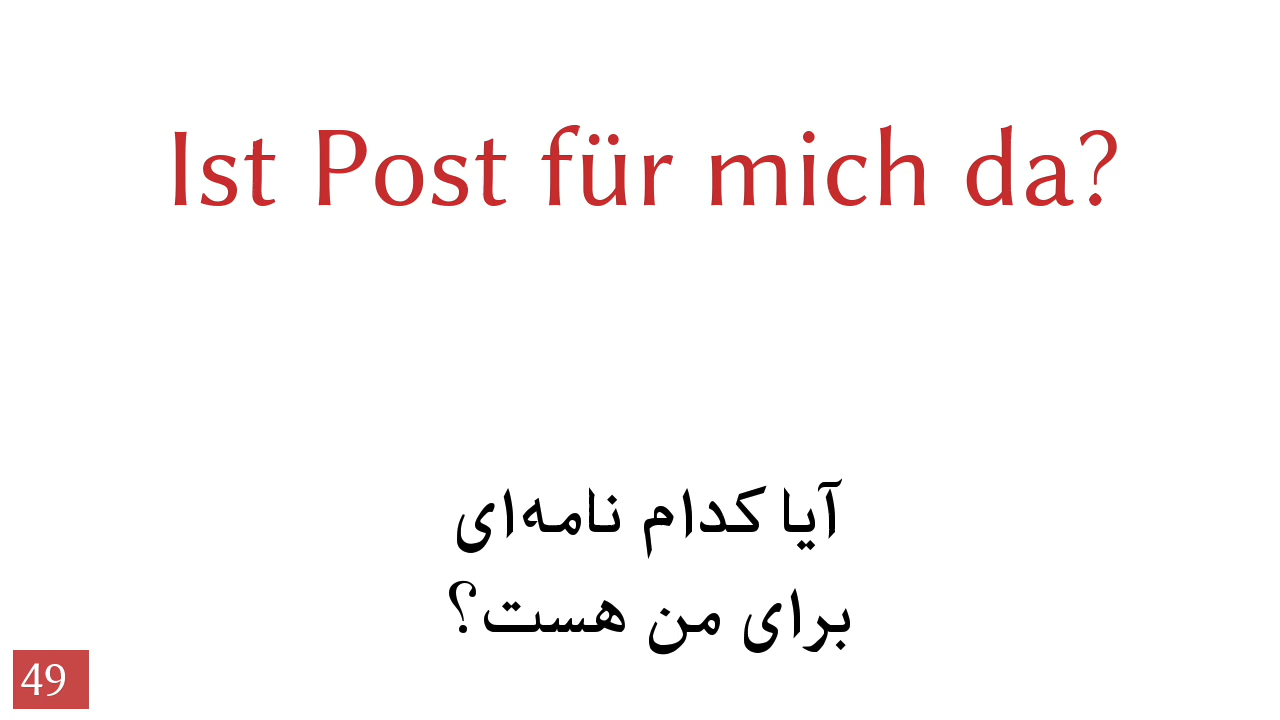 Ist Post für mich da?
آیا کدام نامه‌ای
برای من هست؟
49